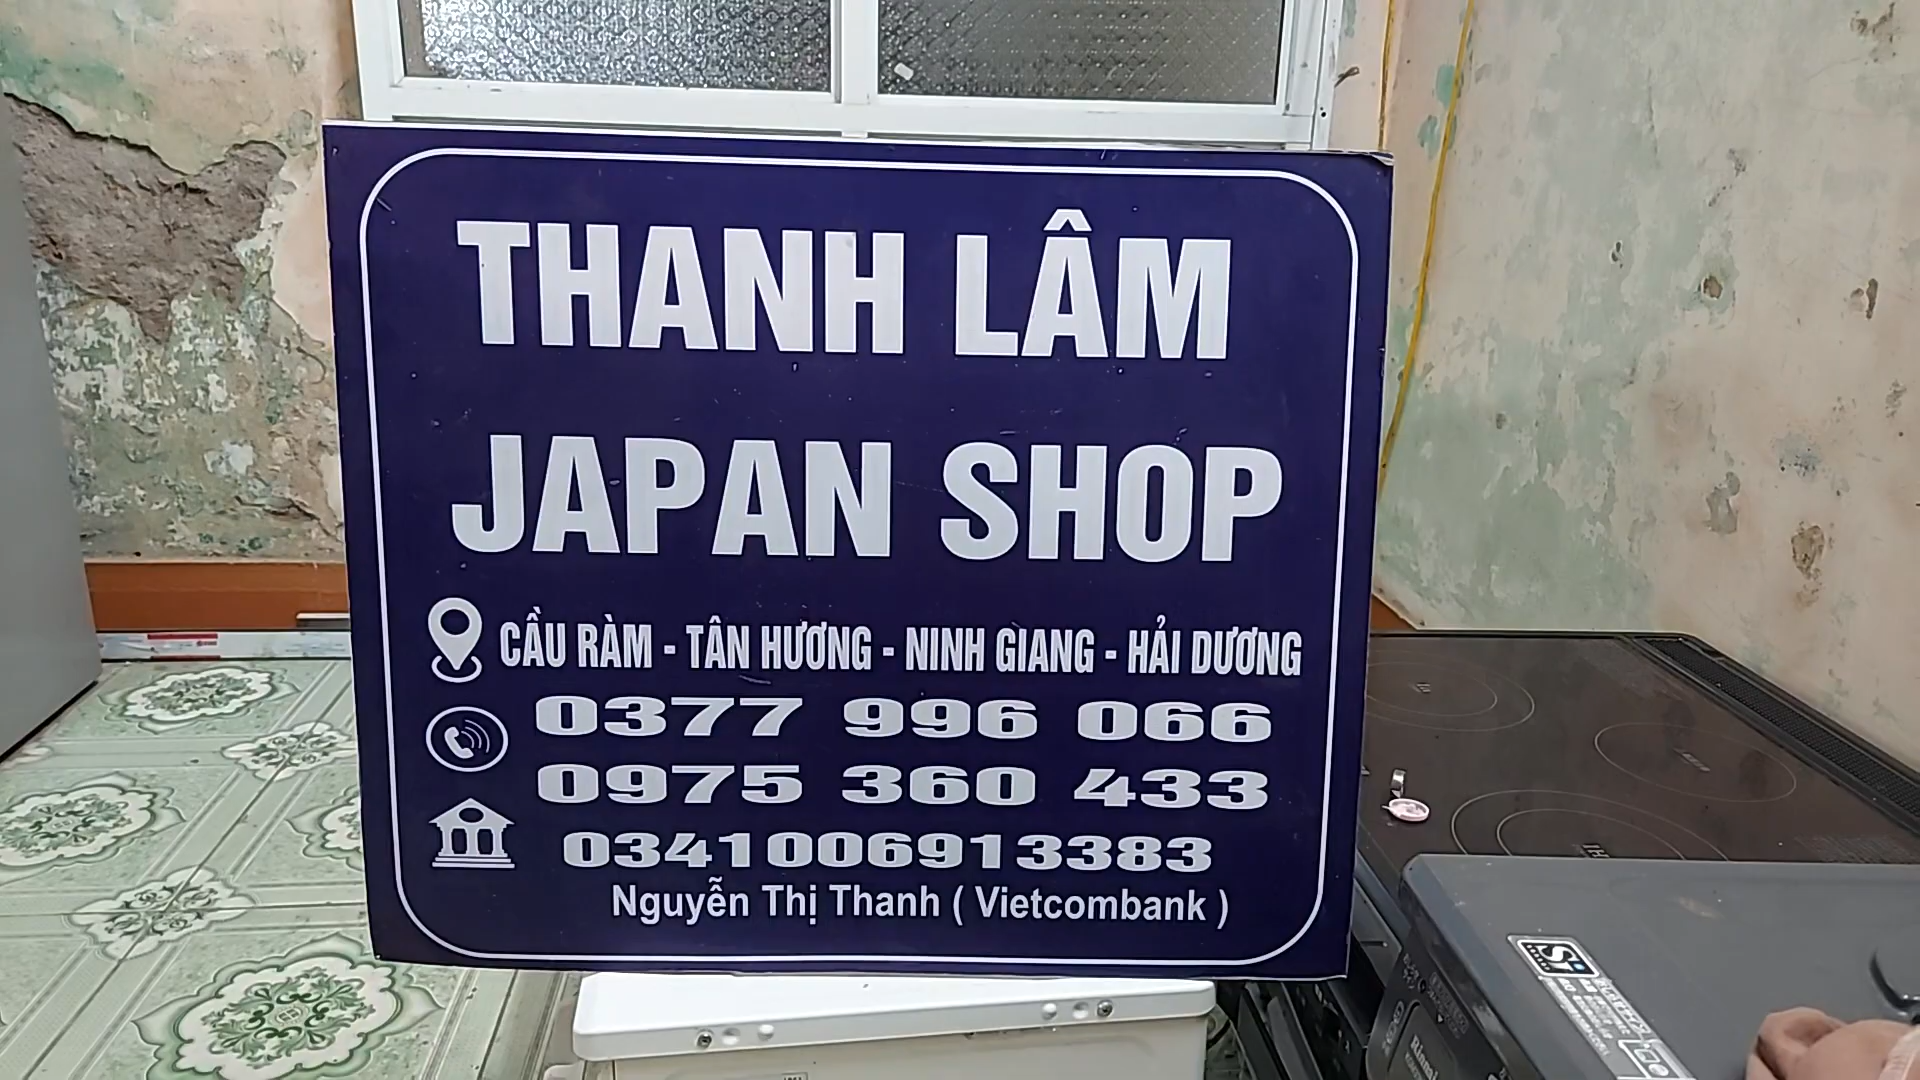 THANH LÂM
JAPAN SHOP
CẦU RÀM - TÂN HƯƠNG - NINH GIANG - HẢI DƯƠNG
0377 996 066
0975 360 433
0341006913383
Nguyễn Thị Thanh ( Vietcombank )
Si